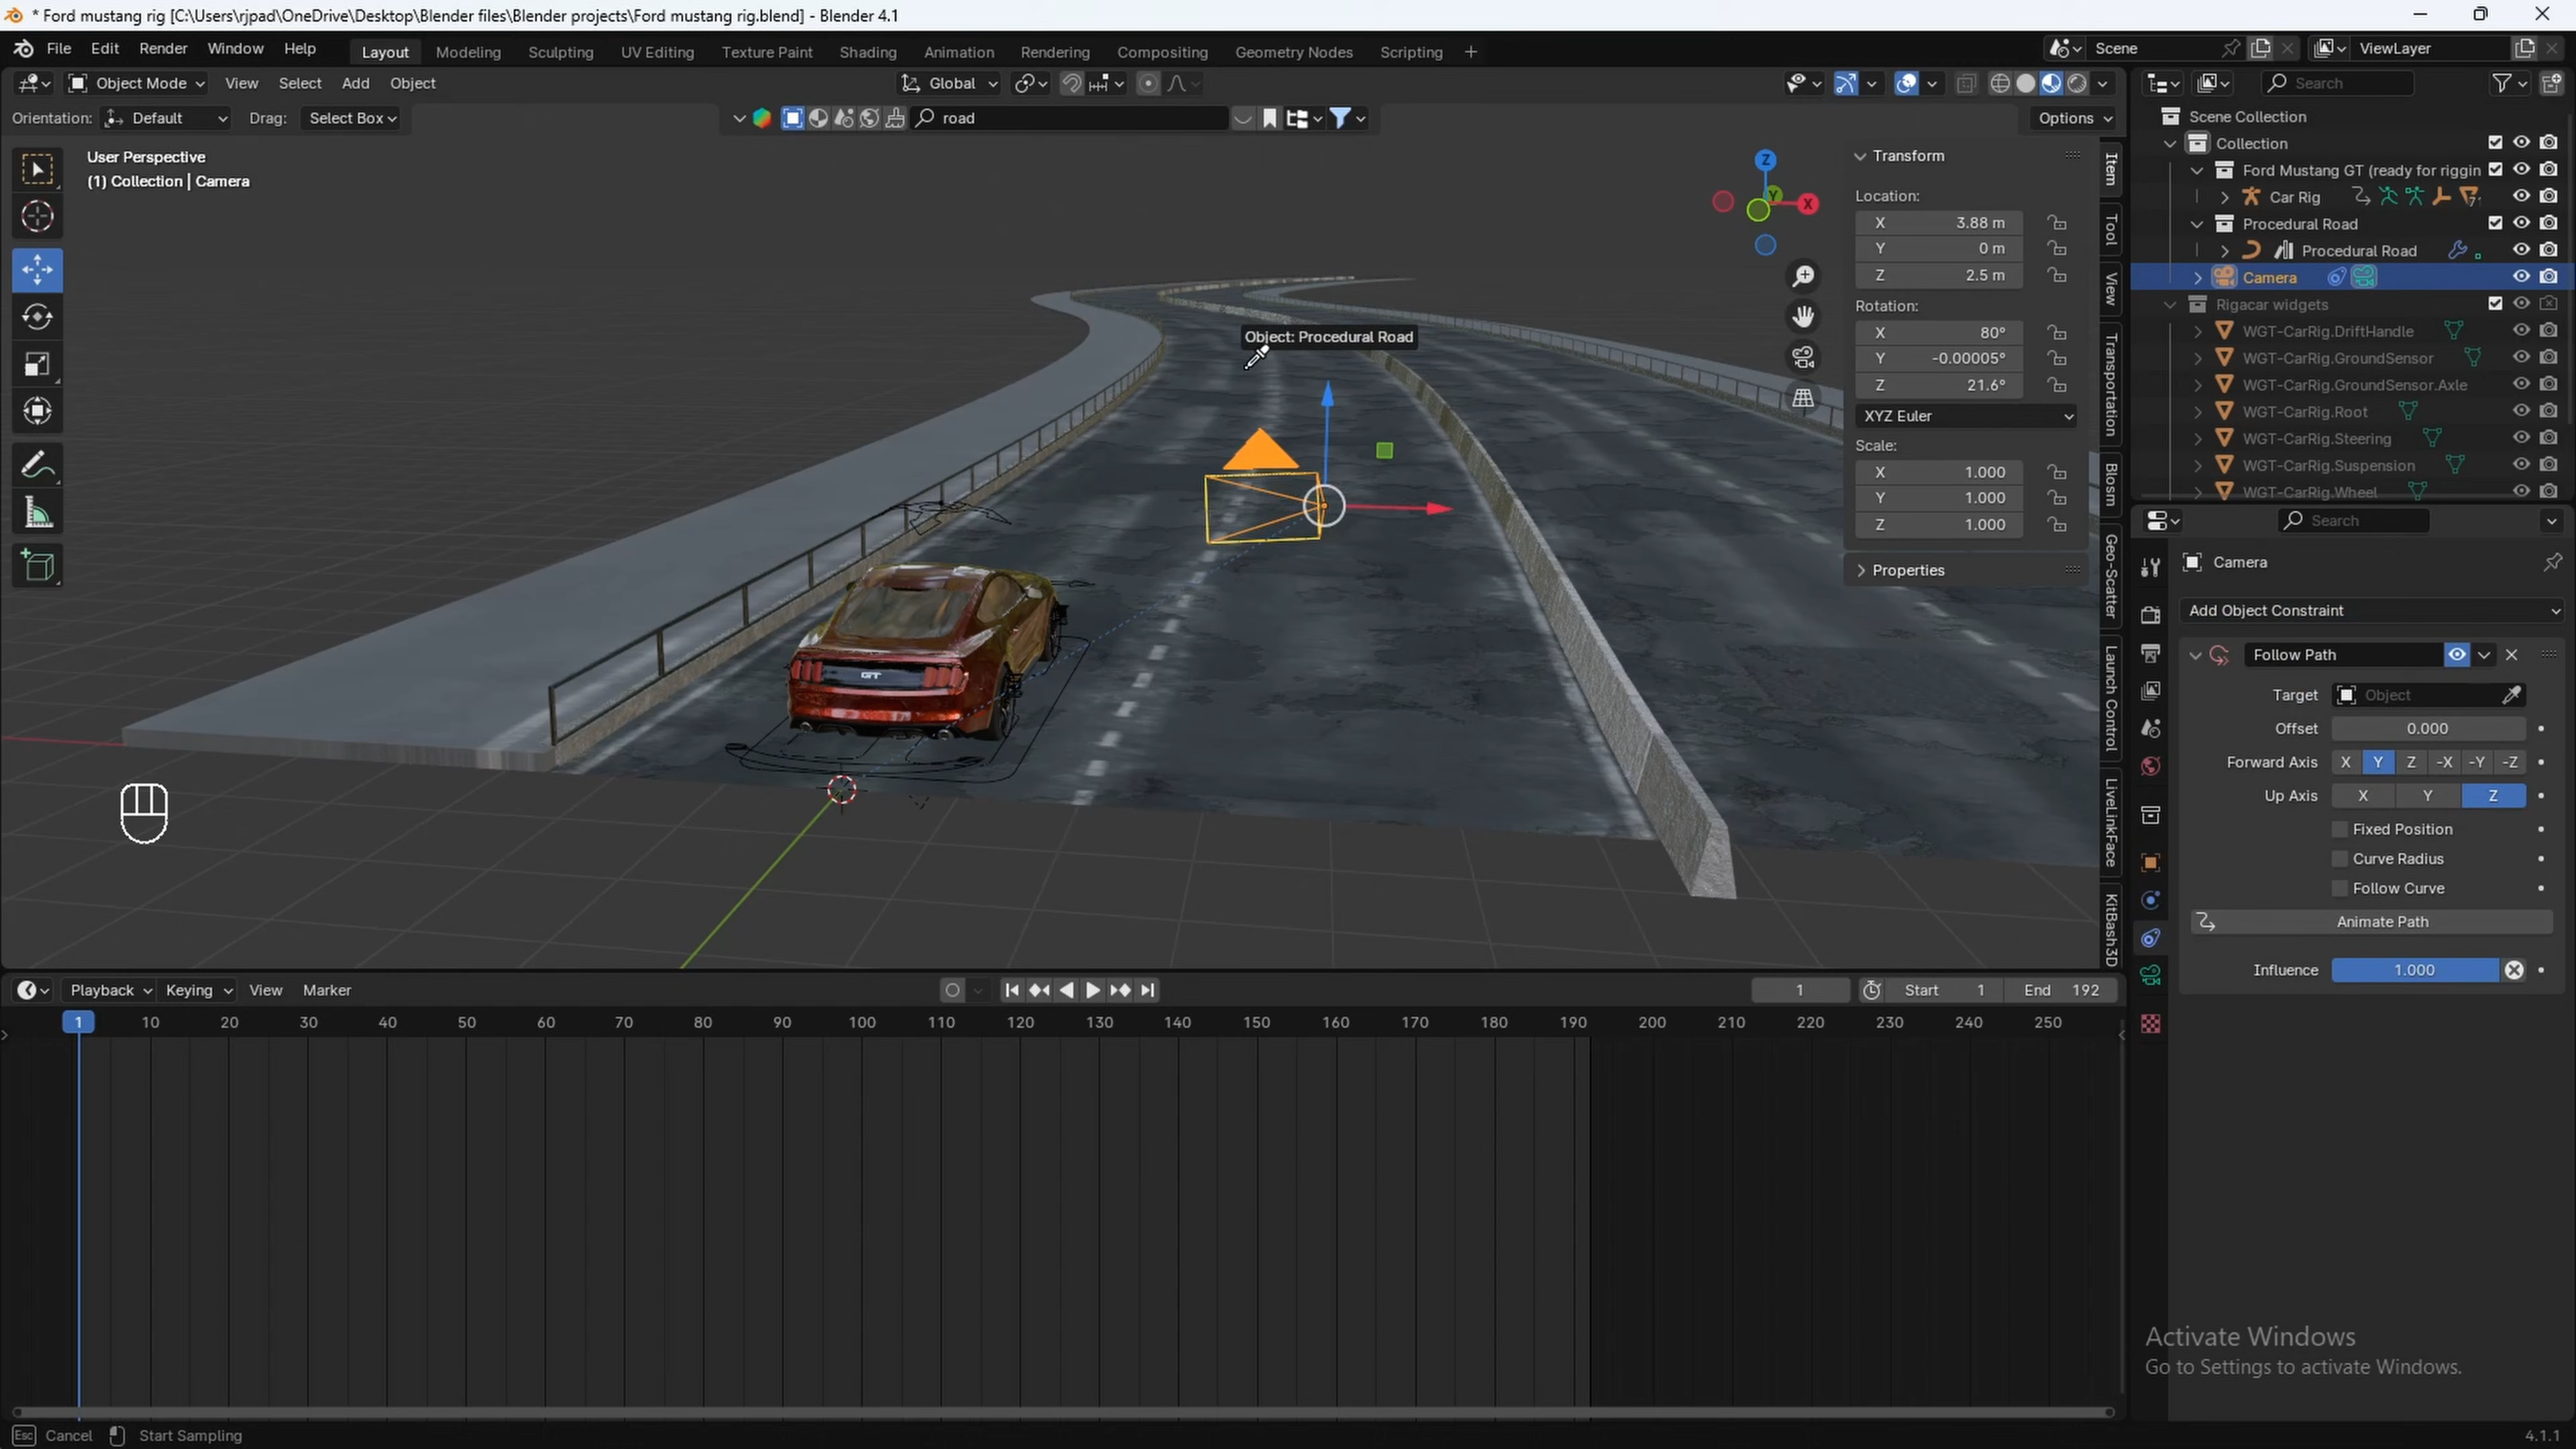 * Ford mustang rig [C:\Users\rjpad\OneDrive\Desktop\Blender files\Blender projects\Ford mustang rig.blend] - Blender 4.1
File Edit Render Window Help Layout Modeling Sculpting UV Editing Texture Paint Shading Animation Rendering Compositing Geometry Nodes Scripting + Scene ViewLayer
Object Mode View Select Add Object Global Search
Orientation: Default Drag: Select Box road Options
User Perspective
(1) Collection | Camera
Z
X
Y
Object: Procedural Road
GT
Transform
Location:
X 3.88 m
Y 0 m
Z 2.5 m
Rotation:
X 80°
Y -0.00005°
Z 21.6°
XYZ Euler
Scale:
X 1.000
Y 1.000
Z 1.000
Properties
Item
Tool
View
Transportation
Blosm
Geo-Scatter
Launch Control
LiveLinkFace
KitBash3D
Scene Collection
Collection
Ford Mustang GT (ready for riggin
Car Rig 71
Procedural Road
Procedural Road
Camera
Rigacar widgets
WGT-CarRig.DriftHandle
WGT-CarRig.GroundSensor
WGT-CarRig.GroundSensor.Axle
WGT-CarRig.Root
WGT-CarRig.Steering
WGT-CarRig.Suspension
WGT-CarRig.Wheel
Search
Camera
Add Object Constraint
Follow Path
Target Object
Offset 0.000
Forward Axis X Y Z -X -Y -Z
Up Axis X Y Z
Fixed Position
Curve Radius
Follow Curve
Animate Path
Influence 1.000
Playback Keying View Marker 1 Start 1 End 192
1 10 20 30 40 50 60 70 80 90 100 110 120 130 140 150 160 170 180 190 200 210 220 230 240 250
Activate Windows
Go to Settings to activate Windows.
Esc Cancel Start Sampling 4.1.1